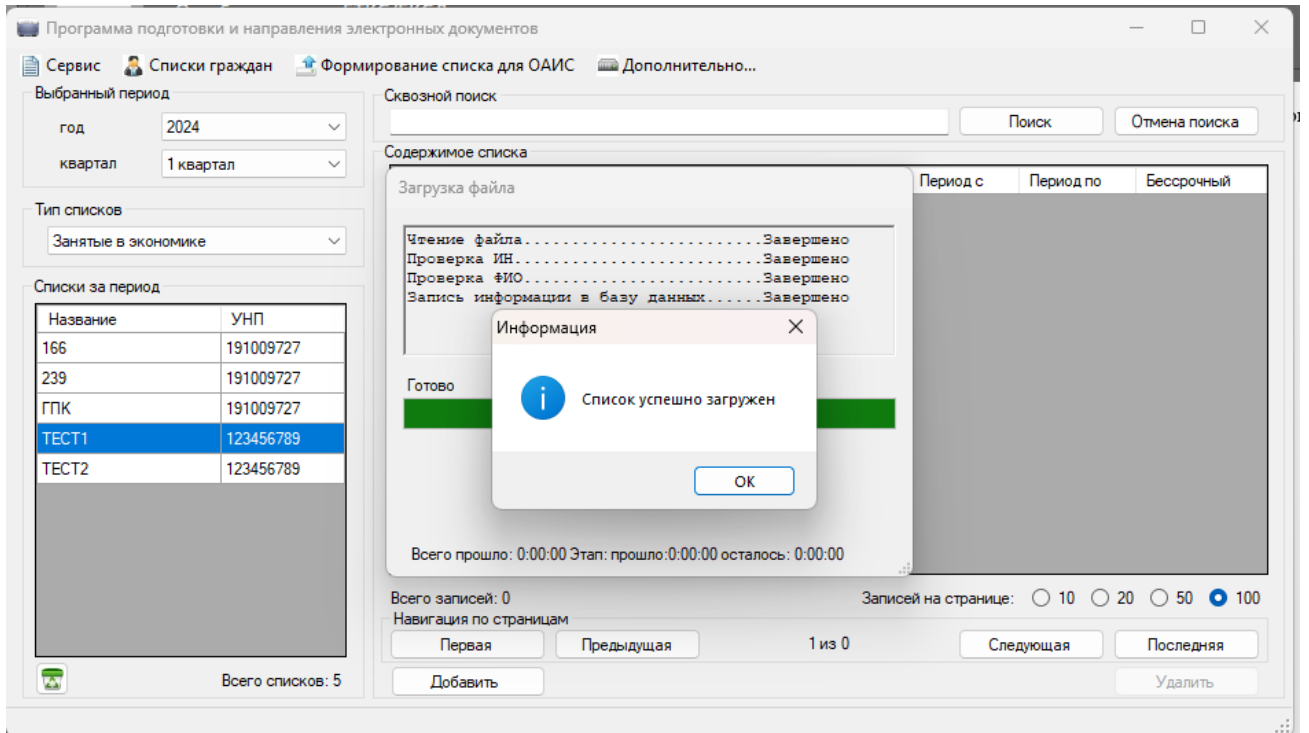 Программа подготовки и направления электронных документов
Сервис Списки граждан Формирование списка для ОАИС Дополнительно...
Выбранный период
год 2024
квартал 1 квартал
Тип списков
Занятые в экономике
Списки за период
Название УНП
166 191009727
239 191009727
ГПК 191009727
ТЕСТ1 123456789
ТЕСТ2 123456789
Всего списков: 5
Сквозной поиск
Поиск Отмена поиска
Содержимое списка
Период с Период по Бессрочный
Загрузка файла
Чтение файла.........................Завершено
Проверка ИН..........................Завершено
Проверка ФИО.........................Завершено
Запись информации в базу данных......Завершено
Готово
Информация
Список успешно загружен
ОК
Всего прошло: 0:00:00 Этап: прошло:0:00:00 осталось: 0:00:00
Всего записей: 0 Записей на странице: 10 20 50 100
Навигация по страницам
Первая Предыдущая 1 из 0 Следующая Последняя
Добавить Удалить